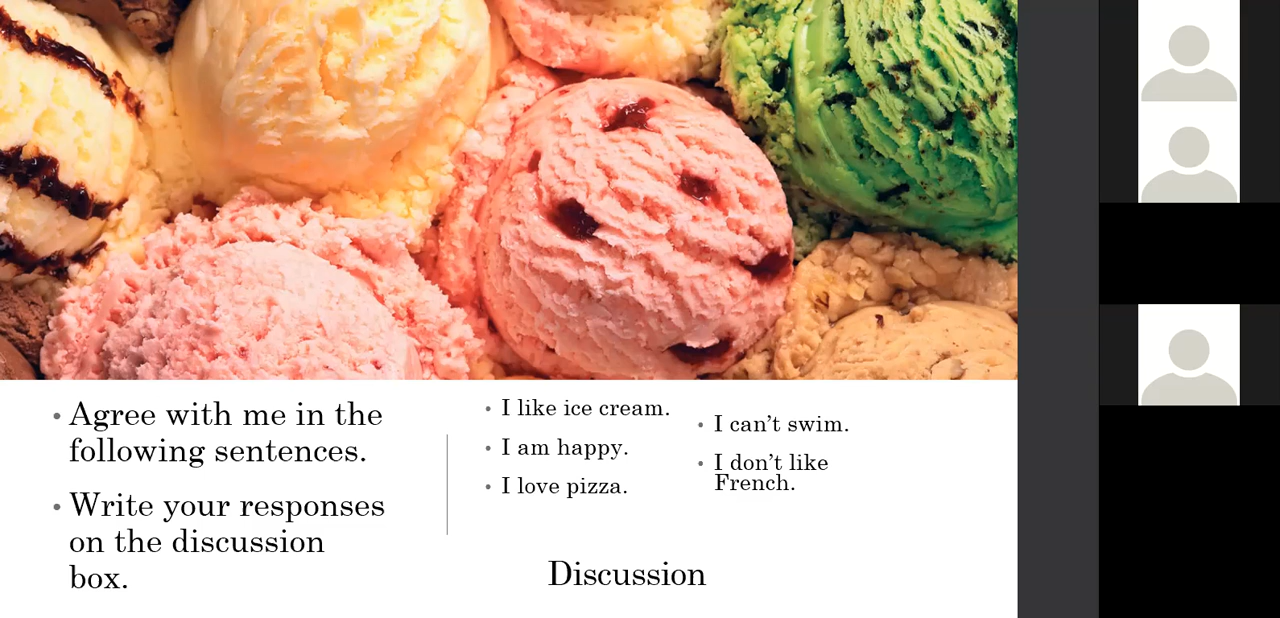 Agree with me in the
following sentences.
Write your responses
on the discussion
box.
I like ice cream.
I am happy.
I love pizza.
I can’t swim.
I don’t like
French.
Discussion